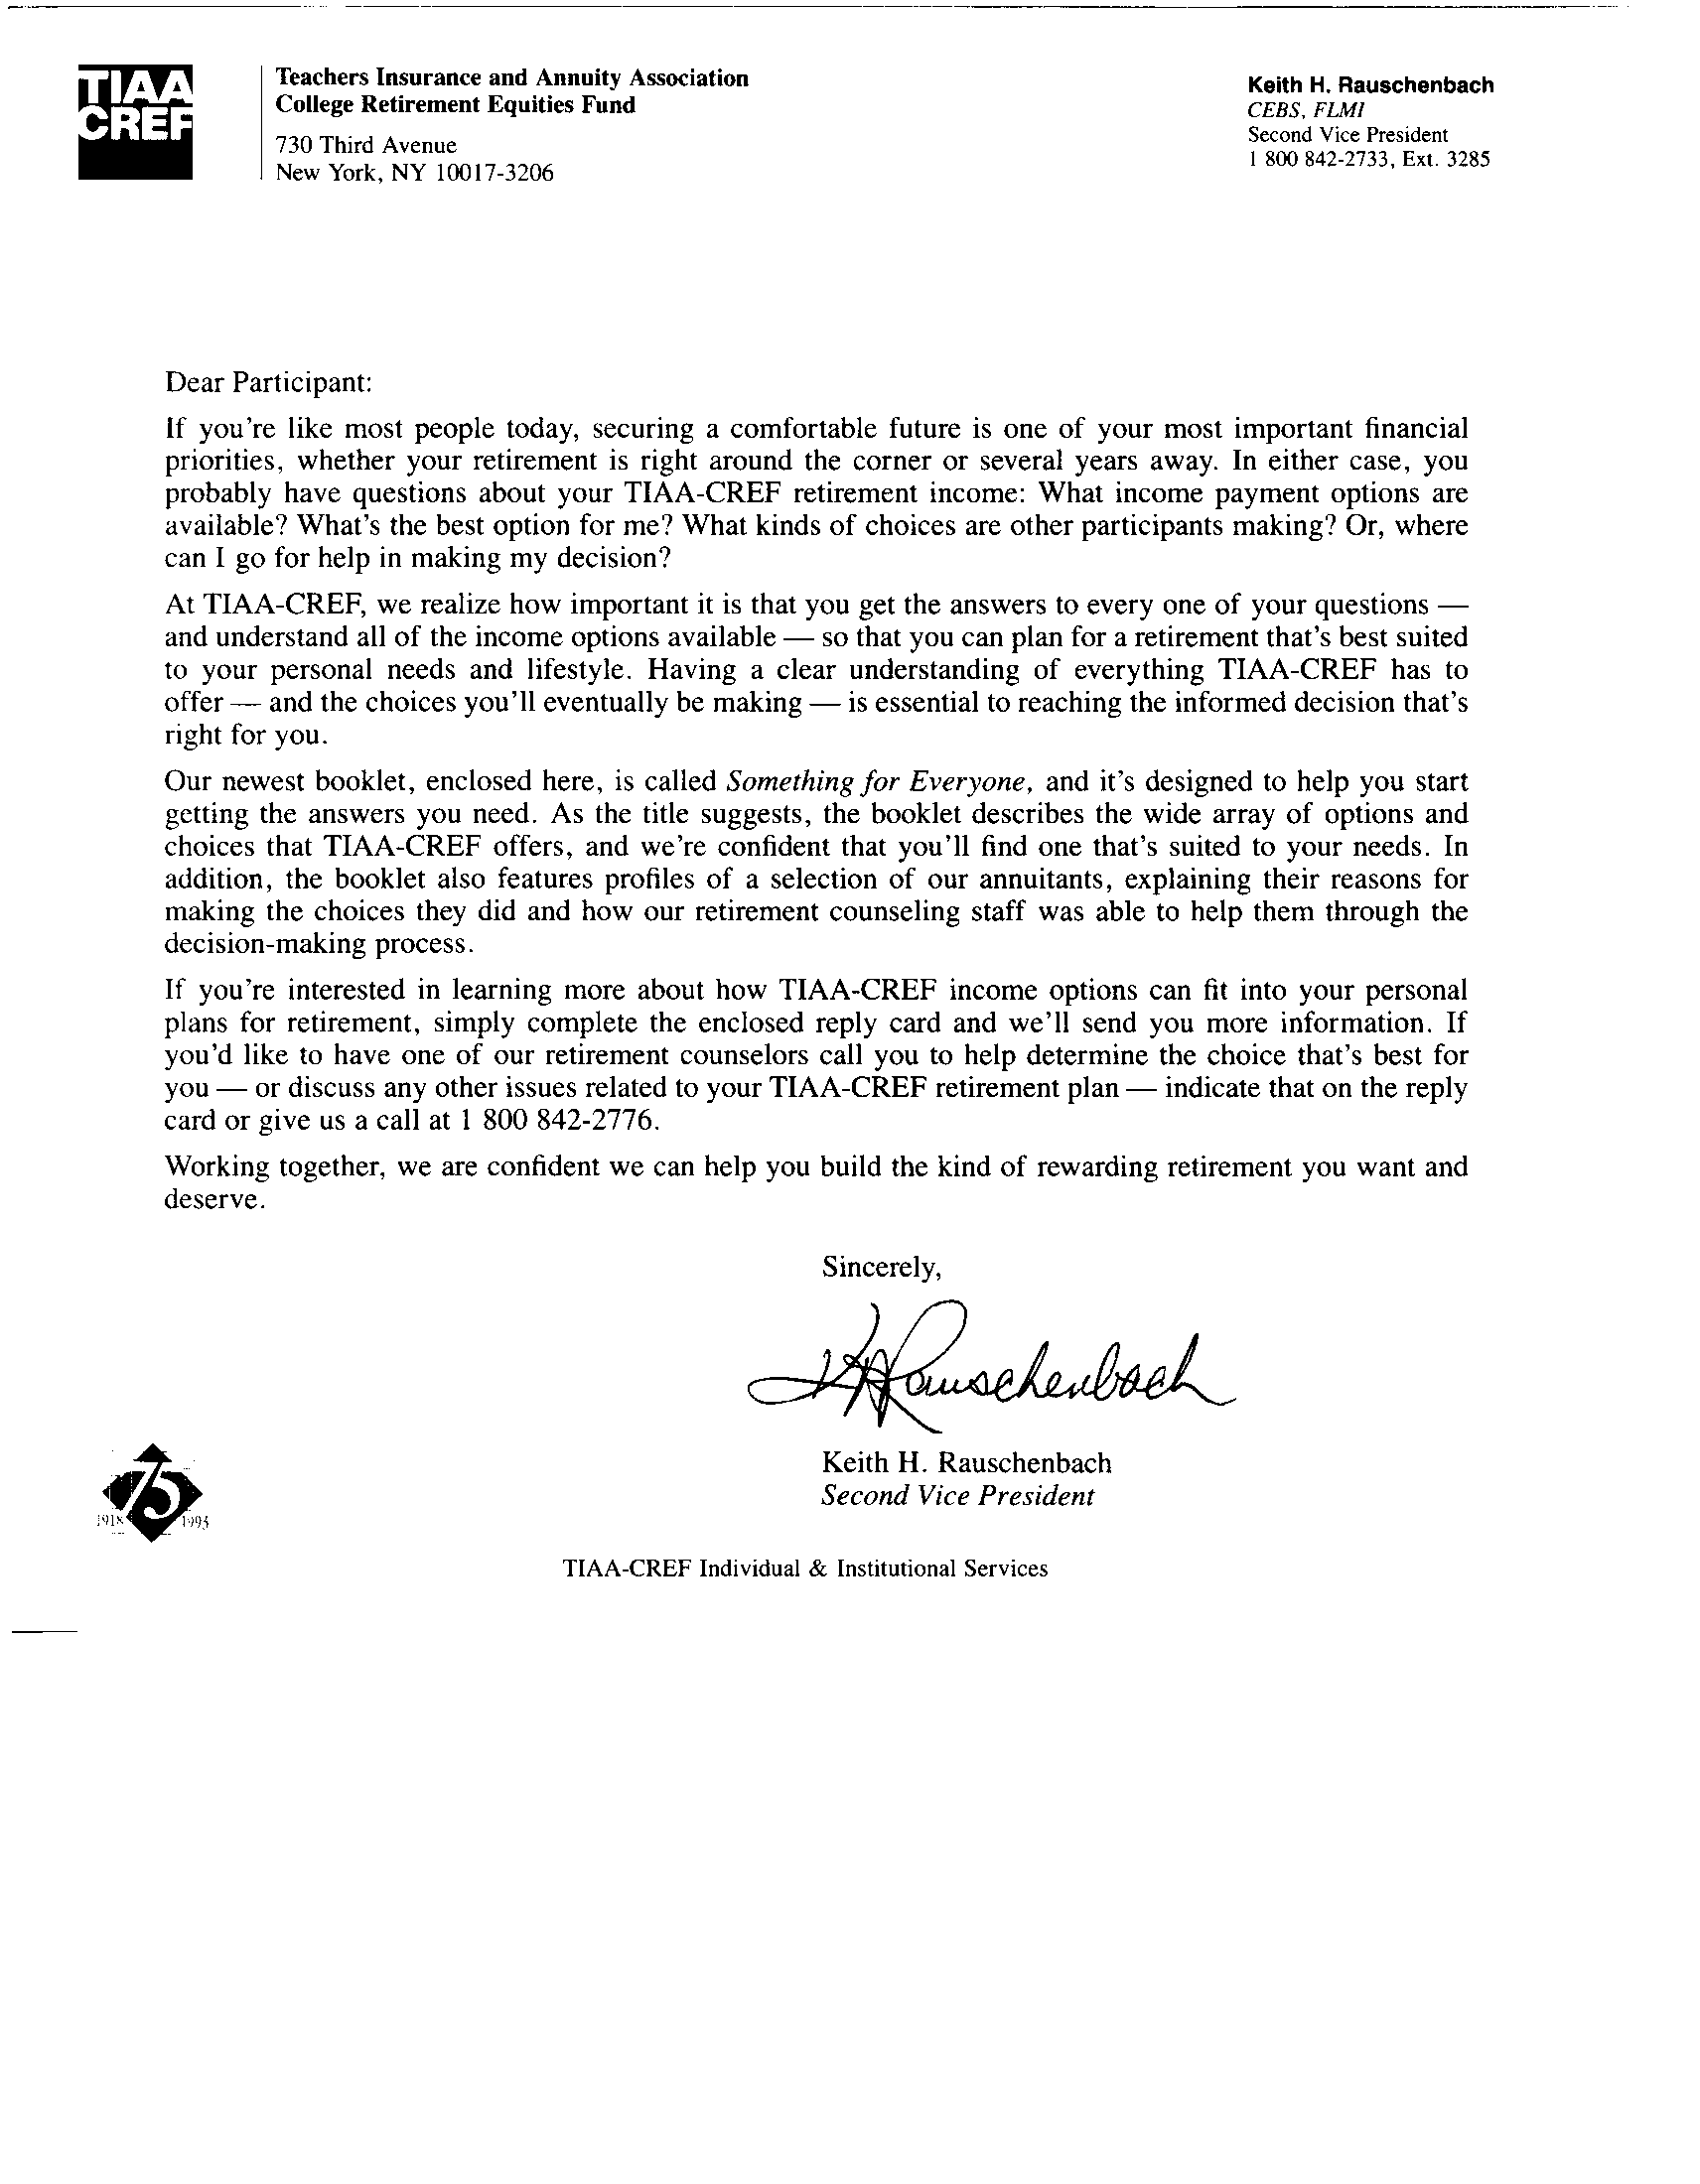 TIAA
CREF
Teachers Insurance and Annuity Association
College Retirement Equities Fund
730 Third Avenue
New York, NY 10017-3206
Keith H. Rauschenbach
CEBS, FLMI
Second Vice President
1 800 842-2733, Ext. 3285
Dear Participant:
If you're like most people today, securing a comfortable future is one of your most important financial
priorities, whether your retirement is right around the corner or several years away. In either case, you
probably have questions about your TIAA-CREF retirement income: What income payment options are
available? What's the best option for me? What kinds of choices are other participants making? Or, where
can I go for help in making my decision?
At TIAA-CREF, we realize how important it is that you get the answers to every one of your questions —
and understand all of the income options available — so that you can plan for a retirement that's best suited
to your personal needs and lifestyle. Having a clear understanding of everything TIAA-CREF has to
offer — and the choices you'll eventually be making — is essential to reaching the informed decision that's
right for you.
Our newest booklet, enclosed here, is called Something for Everyone, and it's designed to help you start
getting the answers you need. As the title suggests, the booklet describes the wide array of options and
choices that TIAA-CREF offers, and we're confident that you'll find one that's suited to your needs. In
addition, the booklet also features profiles of a selection of our annuitants, explaining their reasons for
making the choices they did and how our retirement counseling staff was able to help them through the
decision-making process.
If you're interested in learning more about how TIAA-CREF income options can fit into your personal
plans for retirement, simply complete the enclosed reply card and we'll send you more information. If
you'd like to have one of our retirement counselors call you to help determine the choice that's best for
you — or discuss any other issues related to your TIAA-CREF retirement plan — indicate that on the reply
card or give us a call at 1 800 842-2776.
Working together, we are confident we can help you build the kind of rewarding retirement you want and
deserve.
Sincerely,
KHRauschenbach
Keith H. Rauschenbach
Second Vice President
75
1918 1993
TIAA-CREF Individual & Institutional Services